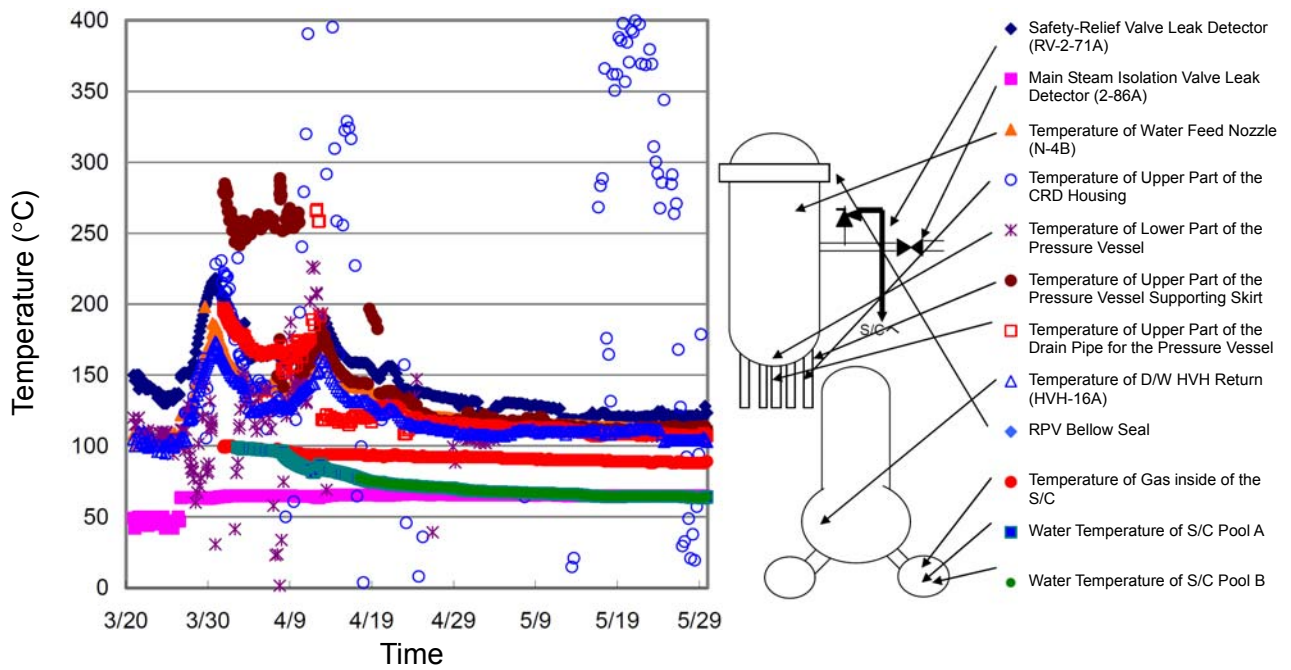 400
350
300
250
200
150
100
50
0
Temperature (°C)
3/20
3/30
4/9
4/19
4/29
5/9
5/19
5/29
Time
S/C
Safety-Relief Valve Leak Detector
(RV-2-71A)
Main Steam Isolation Valve Leak
Detector (2-86A)
Temperature of Water Feed Nozzle
(N-4B)
Temperature of Upper Part of the
CRD Housing
Temperature of Lower Part of the
Pressure Vessel
Temperature of Upper Part of the
Pressure Vessel Supporting Skirt
Temperature of Upper Part of the
Drain Pipe for the Pressure Vessel
Temperature of D/W HVH Return
(HVH-16A)
RPV Bellow Seal
Temperature of Gas inside of the
S/C
Water Temperature of S/C Pool A
Water Temperature of S/C Pool B